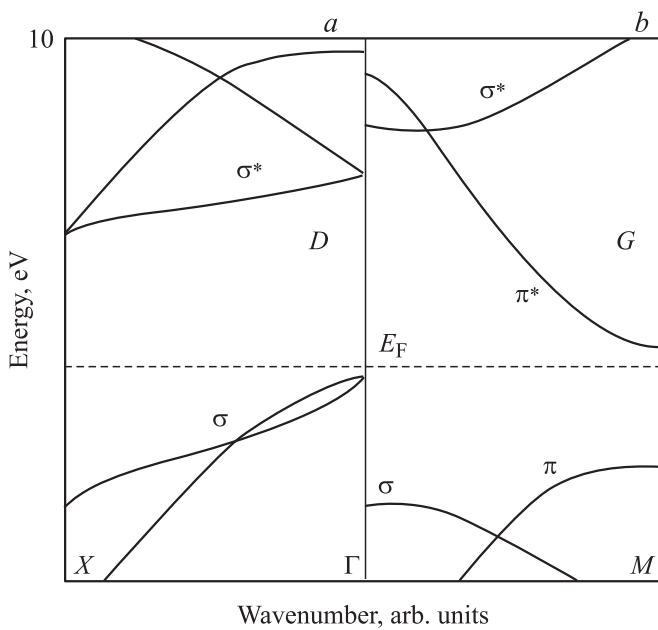 a
b
10
σ*
σ*
D
G
π*
Energy, eV
E_F
σ
π
σ
X
Γ
M
Wavenumber, arb. units